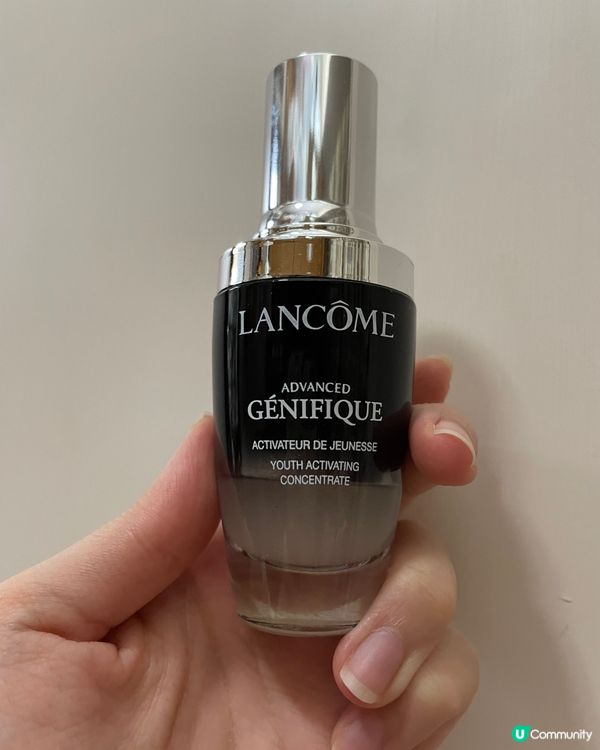 LANCÔME
ADVANCED
GÉNIFIQUE
ACTIVATEUR DE JEUNESSE
YOUTH ACTIVATING
CONCENTRATE
U Community